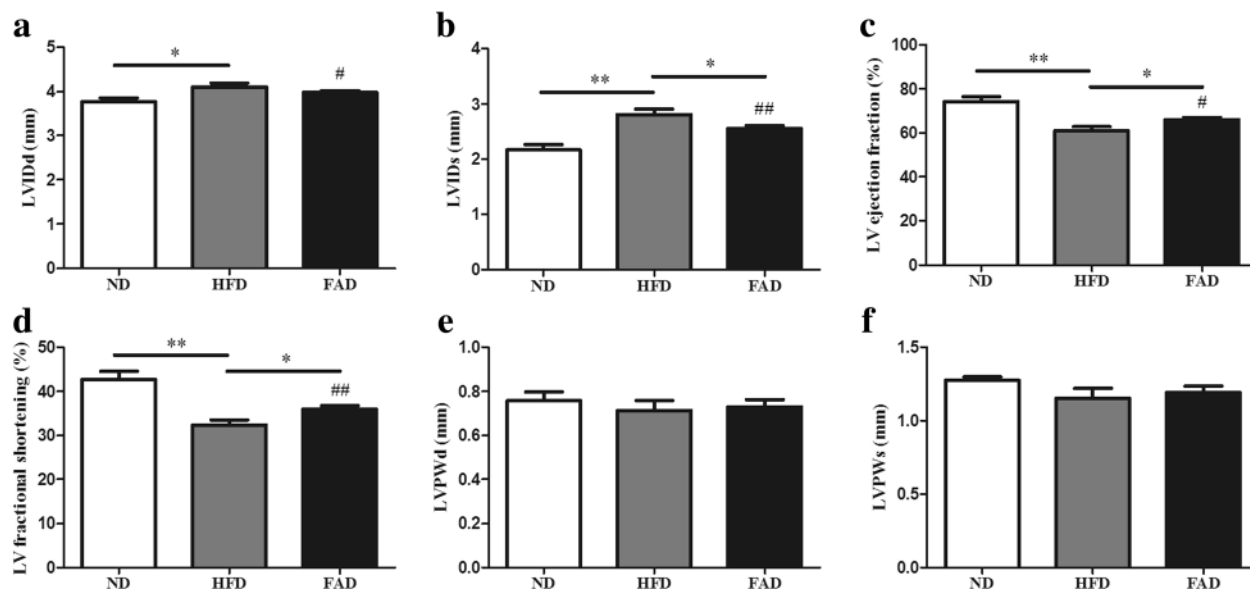 a
LVIDd (mm)
5
4
3
2
1
0
*
#
ND HFD FAD
b
LVIDs (mm)
4
3
2
1
0
**
*
##
ND HFD FAD
c
LV ejection fraction (%)
100
80
60
40
20
0
**
*
#
ND HFD FAD
d
LV fractional shortening (%)
50
40
30
20
10
0
**
*
##
ND HFD FAD
e
LVPWd (mm)
1.0
0.8
0.6
0.4
0.2
0.0
ND HFD FAD
f
LVPWs (mm)
1.5
1.0
0.5
0.0
ND HFD FAD